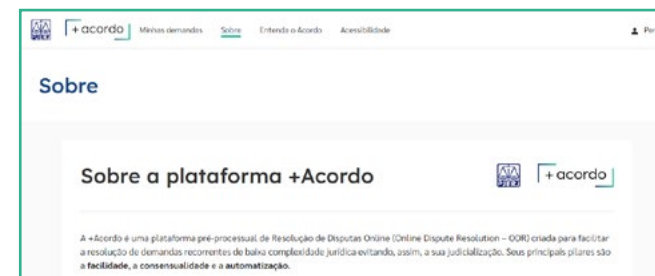 +acordo Minhas demandas Sobre Entenda o Acordo Acessibilidade
Sobre
Sobre a plataforma +Acordo
+acordo
A +Acordo é uma plataforma pré-processual de Resolução de Disputas Online (Online Dispute Resolution – ODR) criada para facilitar
a resolução de demandas recorrentes de baixa complexidade jurídica evitando, assim, a sua judicialização. Seus principais pilares são
a facilidade, a consensualidade e a automatização.